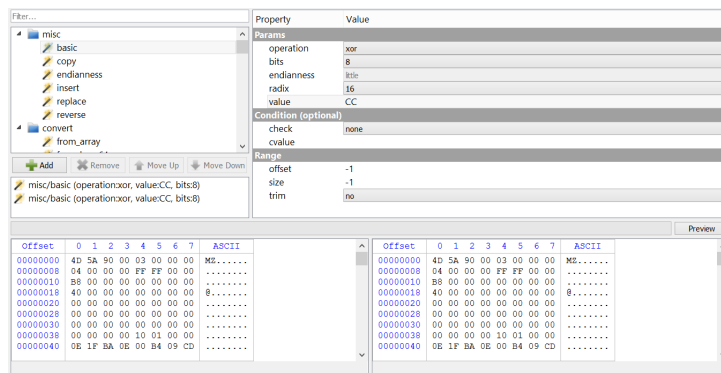 Filter...
misc
basic
copy
endianness
insert
replace
reverse
convert
from_array
Add Remove Move Up Move Down
misc/basic (operation:xor, value:CC, bits:8)
misc/basic (operation:xor, value:CC, bits:8)
Property Value
Params
operation xor
bits 8
endianness little
radix 16
value CC
Condition (optional)
check none
cvalue
Range
offset -1
size -1
trim no
Preview
Offset 0 1 2 3 4 5 6 7 ASCII
00000000 4D 5A 90 00 03 00 00 00 MZ......
00000008 04 00 00 00 FF FF 00 00 ........
00000010 B8 00 00 00 00 00 00 00 ........
00000018 40 00 00 00 00 00 00 00 @.......
00000020 00 00 00 00 00 00 00 00 ........
00000028 00 00 00 00 00 00 00 00 ........
00000030 00 00 00 00 00 00 00 00 ........
00000038 00 00 00 00 10 01 00 00 ........
00000040 0E 1F BA 0E 00 B4 09 CD ........
Offset 0 1 2 3 4 5 6 7 ASCII
00000000 4D 5A 90 00 03 00 00 00 MZ......
00000008 04 00 00 00 FF FF 00 00 ........
00000010 B8 00 00 00 00 00 00 00 ........
00000018 40 00 00 00 00 00 00 00 @.......
00000020 00 00 00 00 00 00 00 00 ........
00000028 00 00 00 00 00 00 00 00 ........
00000030 00 00 00 00 00 00 00 00 ........
00000038 00 00 00 00 10 01 00 00 ........
00000040 0E 1F BA 0E 00 B4 09 CD ........